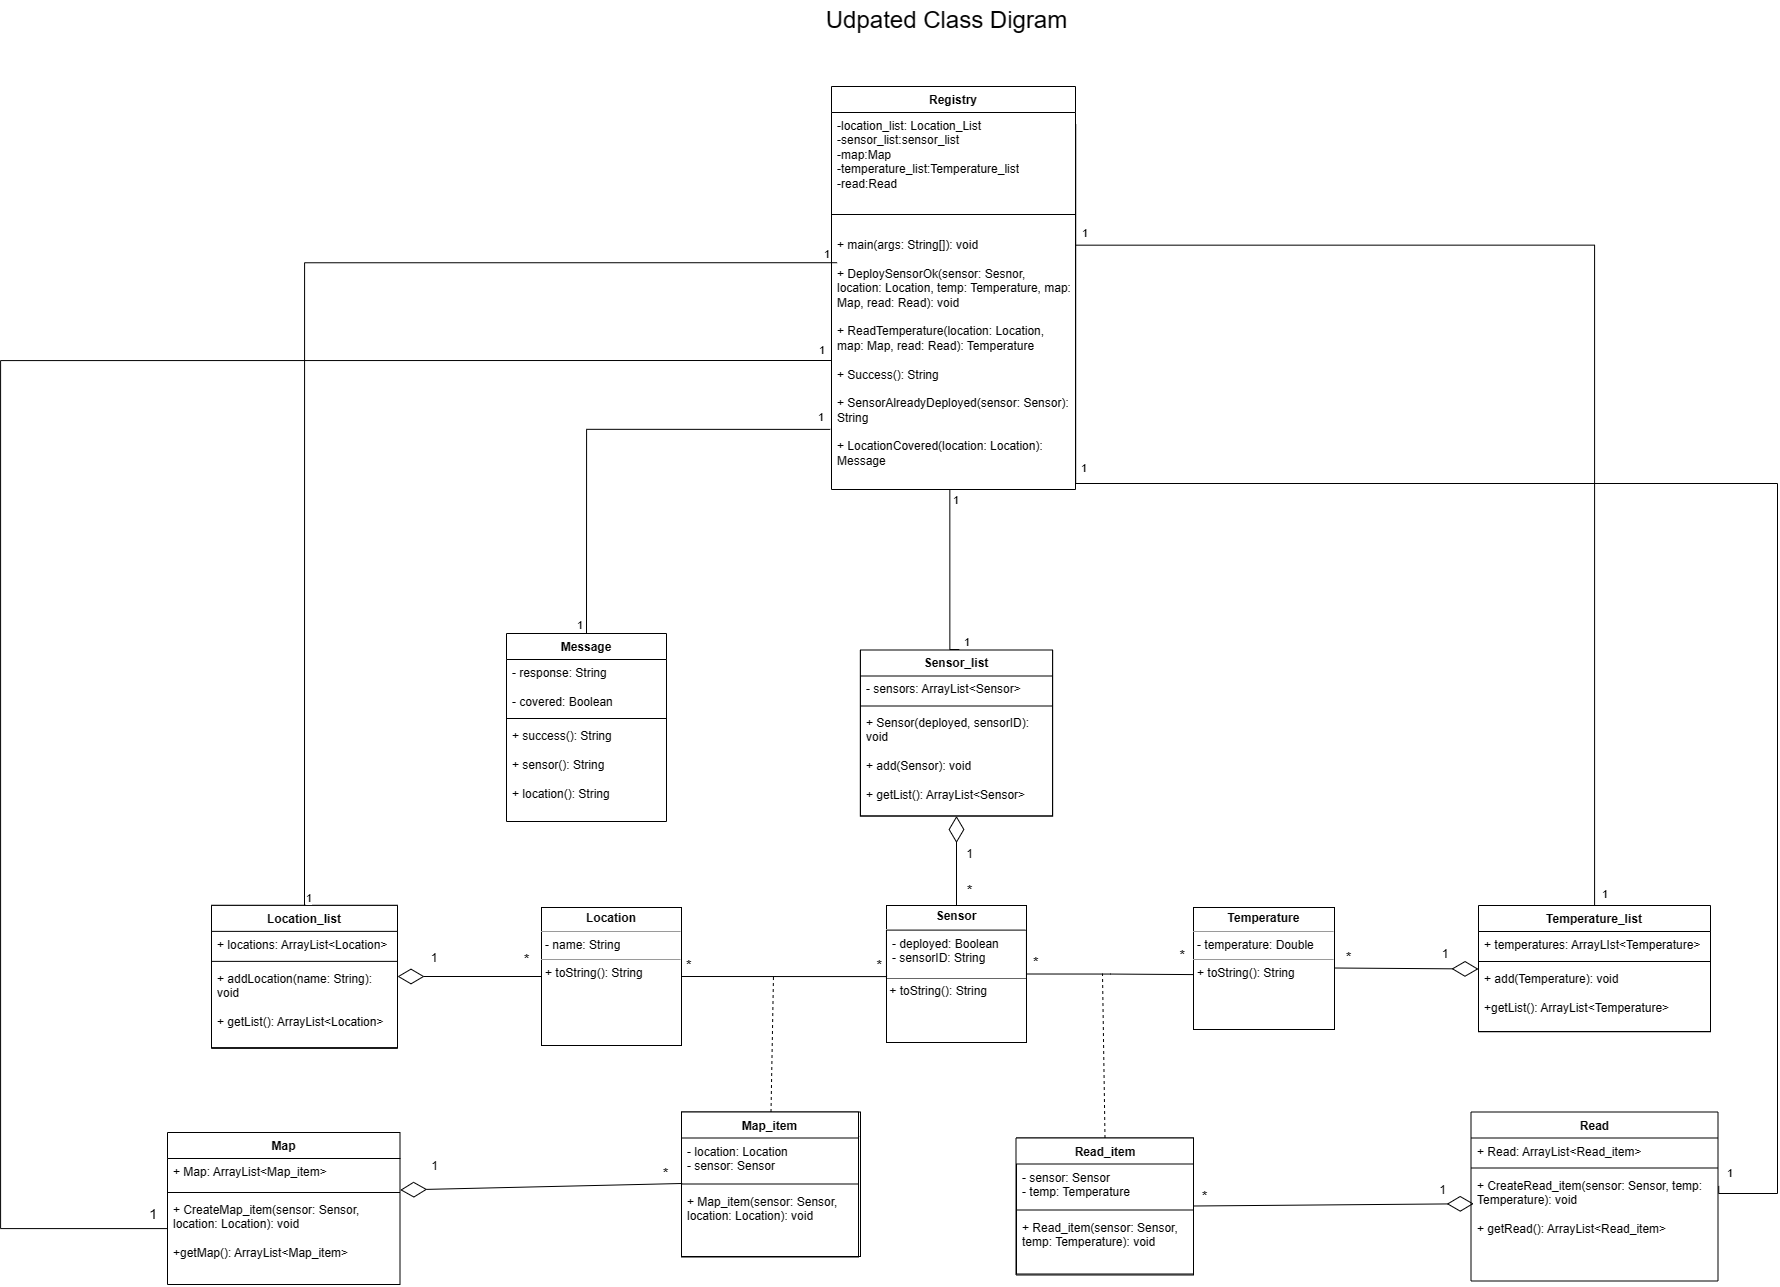 Udpated Class Digram
Registry
-location_list: Location_List
-sensor_list:sensor_list
-map:Map
-temperature_list:Temperature_list
-read:Read
+ main(args: String[]): void
+ DeploySensorOk(sensor: Sesnor,
location: Location, temp: Temperature, map:
Map, read: Read): void
+ ReadTemperature(location: Location,
map: Map, read: Read): Temperature
+ Success(): String
+ SensorAlreadyDeployed(sensor: Sensor):
String
+ LocationCovered(location: Location):
Message
1
1
1
1
1
1
1
Message
- response: String
- covered: Boolean
+ success(): String
+ sensor(): String
+ location(): String
1
Sensor_list
- sensors: ArrayList<Sensor>
+ Sensor(deployed, sensorID):
void
+ add(Sensor): void
+ getList(): ArrayList<Sensor>
1
*
1
Location_list
+ locations: ArrayList<Location>
+ addLocation(name: String):
void
+ getList(): ArrayList<Location>
1
*
Location
- name: String
+ toString(): String
*
*
Sensor
- deployed: Boolean
- sensorID: String
+ toString(): String
*
*
Temperature
- temperature: Double
+ toString(): String
*
1
1
Temperature_list
+ temperatures: ArrayLIst<Temperature>
+ add(Temperature): void
+getList(): ArrayList<Temperature>
1
Map
+ Map: ArrayList<Map_item>
+ CreateMap_item(sensor: Sensor,
location: Location): void
+getMap(): ArrayList<Map_item>
1
*
Map_item
- location: Location
- sensor: Sensor
+ Map_item(sensor: Sensor,
location: Location): void
Read_item
- sensor: Sensor
- temp: Temperature
+ Read_item(sensor: Sensor,
temp: Temperature): void
*
1
Read
+ Read: ArrayList<Read_item>
+ CreateRead_item(sensor: Sensor, temp:
Temperature): void
+ getRead(): ArrayList<Read_item>
1